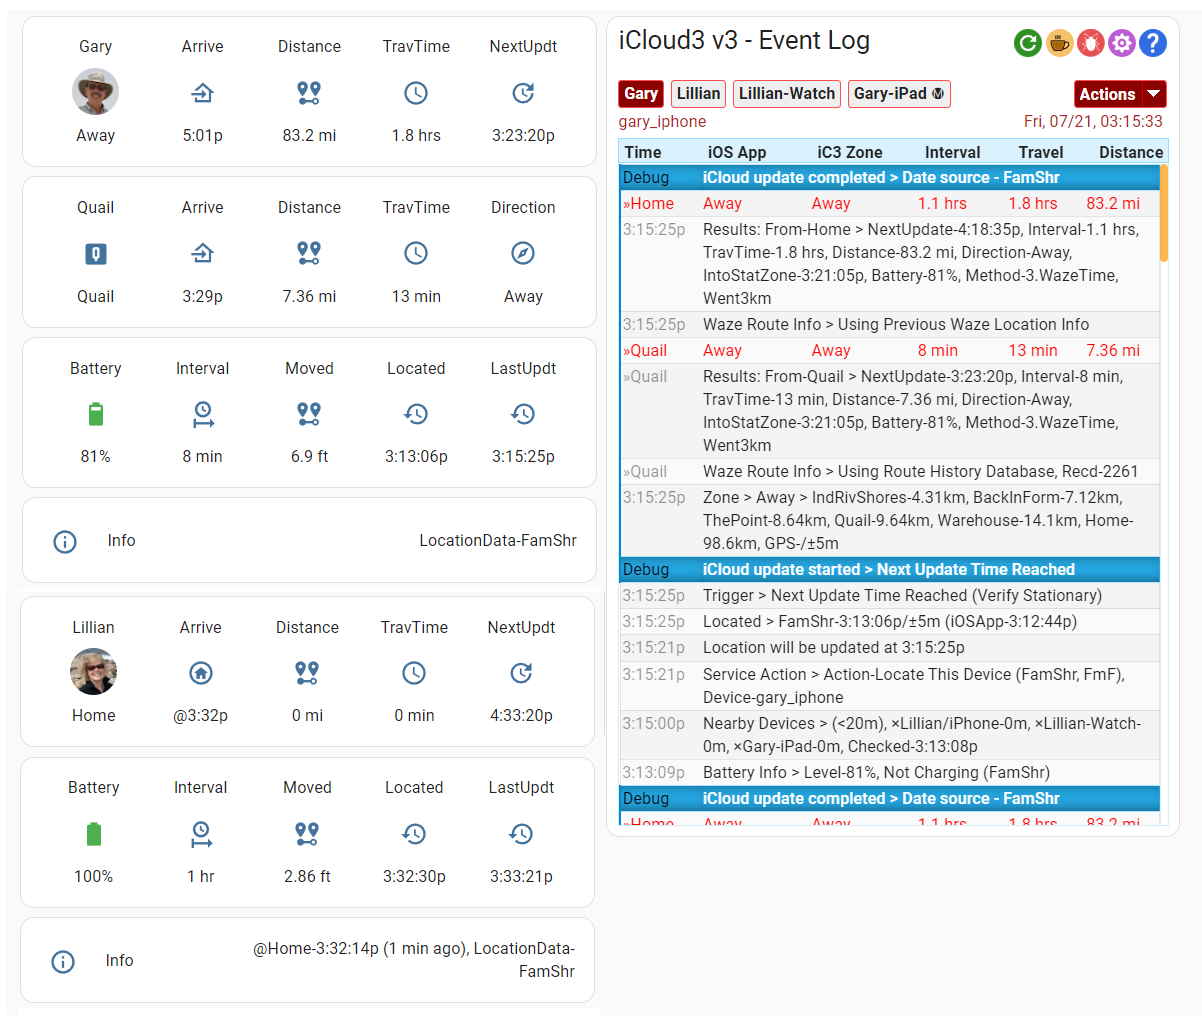 Gary Arrive Distance TravTime NextUpdt
Away 5:01p 83.2 mi 1.8 hrs 3:23:20p
Quail Arrive Distance TravTime Direction
Q
Quail 3:29p 7.36 mi 13 min Away
Battery Interval Moved Located LastUpdt
81% 8 min 6.9 ft 3:13:06p 3:15:25p
Info LocationData-FamShr
Lillian Arrive Distance TravTime NextUpdt
Home @3:32p 0 mi 0 min 4:33:20p
Battery Interval Moved Located LastUpdt
100% 1 hr 2.86 ft 3:32:30p 3:33:21p
Info @Home-3:32:14p (1 min ago), LocationData-
FamShr
iCloud3 v3 - Event Log
?
Gary Lillian Lillian-Watch Gary-iPad Ⓜ Actions
gary_iphone Fri, 07/21, 03:15:33
Time iOS App iC3 Zone Interval Travel Distance
Debug iCloud update completed > Date source - FamShr
»Home Away Away 1.1 hrs 1.8 hrs 83.2 mi
3:15:25p Results: From-Home > NextUpdate-4:18:35p, Interval-1.1 hrs,
TravTime-1.8 hrs, Distance-83.2 mi, Direction-Away,
IntoStatZone-3:21:05p, Battery-81%, Method-3.WazeTime,
Went3km
3:15:25p Waze Route Info > Using Previous Waze Location Info
»Quail Away Away 8 min 13 min 7.36 mi
»Quail Results: From-Quail > NextUpdate-3:23:20p, Interval-8 min,
TravTime-13 min, Distance-7.36 mi, Direction-Away,
IntoStatZone-3:21:05p, Battery-81%, Method-3.WazeTime,
Went3km
»Quail Waze Route Info > Using Route History Database, Recd-2261
3:15:25p Zone > Away > IndRivShores-4.31km, BackInForm-7.12km,
ThePoint-8.64km, Quail-9.64km, Warehouse-14.1km, Home-
98.6km, GPS-/±5m
Debug iCloud update started > Next Update Time Reached
3:15:25p Trigger > Next Update Time Reached (Verify Stationary)
3:15:25p Located > FamShr-3:13:06p/±5m (iOSApp-3:12:44p)
3:15:21p Location will be updated at 3:15:25p
3:15:21p Service Action > Action-Locate This Device (FamShr, FmF),
Device-gary_iphone
3:15:00p Nearby Devices > (<20m), ×Lillian/iPhone-0m, ×Lillian-Watch-
0m, ×Gary-iPad-0m, Checked-3:13:08p
3:13:09p Battery Info > Level-81%, Not Charging (FamShr)
Debug iCloud update completed > Date source - FamShr
»Home Away Away 1.1 hrs 1.8 hrs 83.2 mi